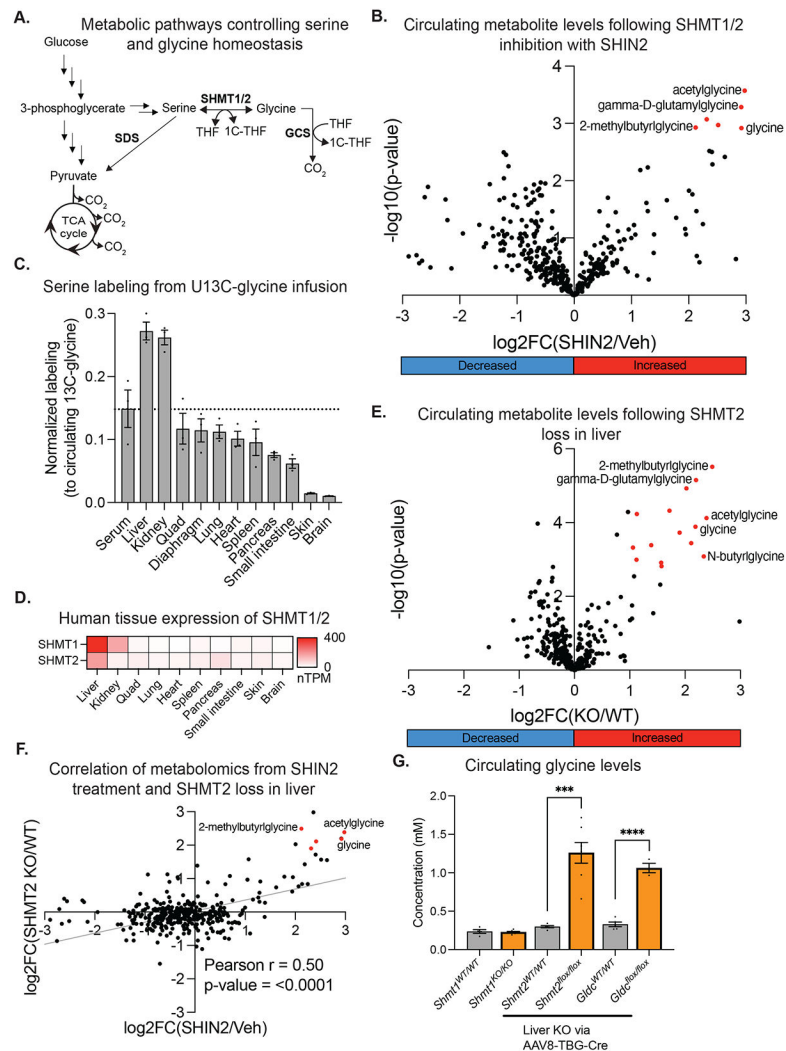 A.
Metabolic pathways controlling serine
and glycine homeostasis
Glucose
3-phosphoglycerate
Serine
SHMT1/2
Glycine
THF
1C-THF
GCS
THF
1C-THF
CO2
SDS
Pyruvate
CO2
TCA
cycle
CO2
CO2
B.
Circulating metabolite levels following SHMT1/2
inhibition with SHIN2
-log10(p-value)
4
3
2
1
0
acetylglycine
gamma-D-glutamylglycine
2-methylbutyrlglycine
glycine
-3
-2
-1
0
1
2
3
log2FC(SHIN2/Veh)
Decreased
Increased
C.
Serine labeling from U13C-glycine infusion
Normalized labeling
(to circulating 13C-glycine)
0.3
0.2
0.1
0.0
Serum
Liver
Kidney
Quad
Diaphragm
Lung
Heart
Spleen
Pancreas
Small intestine
Skin
Brain
D.
Human tissue expression of SHMT1/2
SHMT1
SHMT2
400
0
nTPM
Liver
Kidney
Quad
Lung
Heart
Spleen
Pancreas
Small intestine
Skin
Brain
E.
Circulating metabolite levels following SHMT2
loss in liver
-log10(p-value)
6
4
2
0
2-methylbutyrlglycine
gamma-D-glutamylglycine
acetylglycine
glycine
N-butyrlglycine
-3
-2
-1
0
1
2
3
log2FC(KO/WT)
Decreased
Increased
F.
Correlation of metabolomics from SHIN2
treatment and SHMT2 loss in liver
log2FC(SHMT2 KO/WT)
3
2
1
-1
-2
-3
2-methylbutyrlglycine
acetylglycine
glycine
-3
-2
-1
1
2
3
Pearson r = 0.50
p-value = <0.0001
log2FC(SHIN2/Veh)
G.
Circulating glycine levels
Concentration (mM)
2.0
1.5
1.0
0.5
0.0
***
****
Shmt1WT/WT
Shmt1KO/KO
Shmt2WT/WT
Shmt2flox/flox
GldcWT/WT
Gldcflox/flox
Liver KO via
AAV8-TBG-Cre